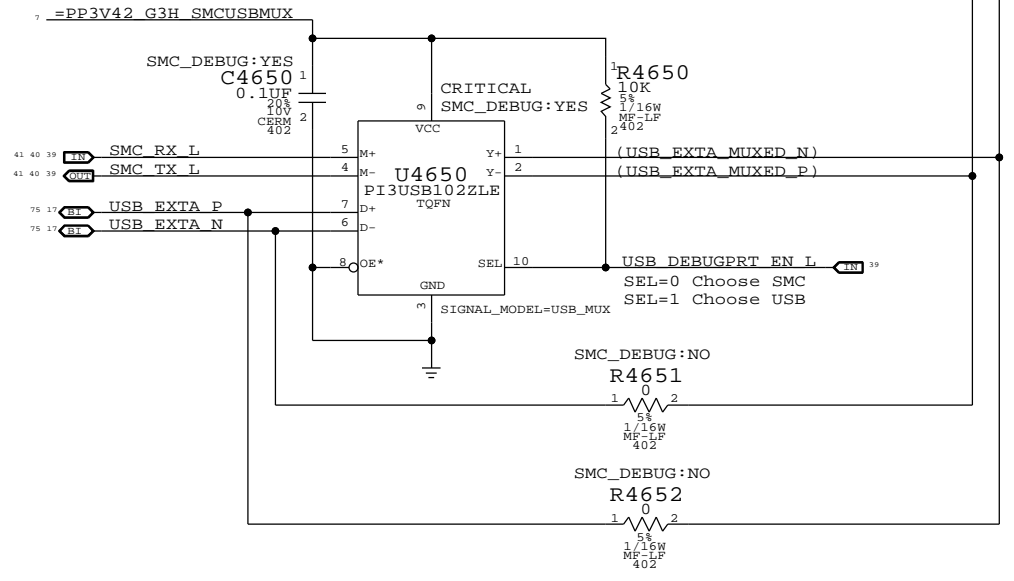 7 =PP3V42_G3H_SMCUSBMUX
SMC_DEBUG:YES
C4650 1
0.1UF
20%
10V
CERM 2
402
CRITICAL
SMC_DEBUG:YES
1
R4650
10K
5%
1/16W
MF-LF
2 402
9
VCC
41 40 39 IN SMC_RX_L 5 M+
41 40 39 OUT SMC_TX_L 4 M-
U4650
PI3USB102ZLE
TQFN
Y+ 1 (USB_EXTA_MUXED_N)
Y- 2 (USB_EXTA_MUXED_P)
75 17 BI USB_EXTA_P 7 D+
75 17 BI USB_EXTA_N 6 D-
8 OE*
SEL 10 USB_DEBUGPRT_EN_L IN 39
SEL=0 Choose SMC
SEL=1 Choose USB
GND
3
SIGNAL_MODEL=USB_MUX
SMC_DEBUG:NO
R4651
0
1 2
5%
1/16W
MF-LF
402
SMC_DEBUG:NO
R4652
0
1 2
5%
1/16W
MF-LF
402